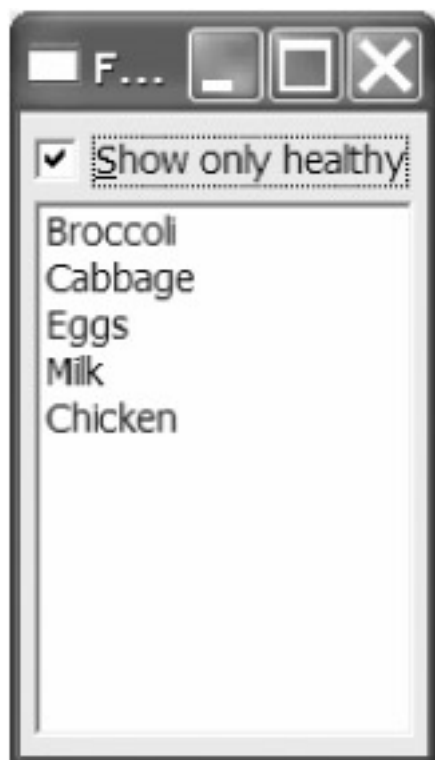 F...
Show only healthy
Broccoli
Cabbage
Eggs
Milk
Chicken